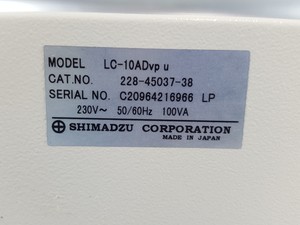 MODEL LC-10ADvp u
CAT.NO. 228-45037-38
SERIAL NO. C20964216966 LP
230V~ 50/60Hz 100VA
SHIMADZU CORPORATION
MADE IN JAPAN